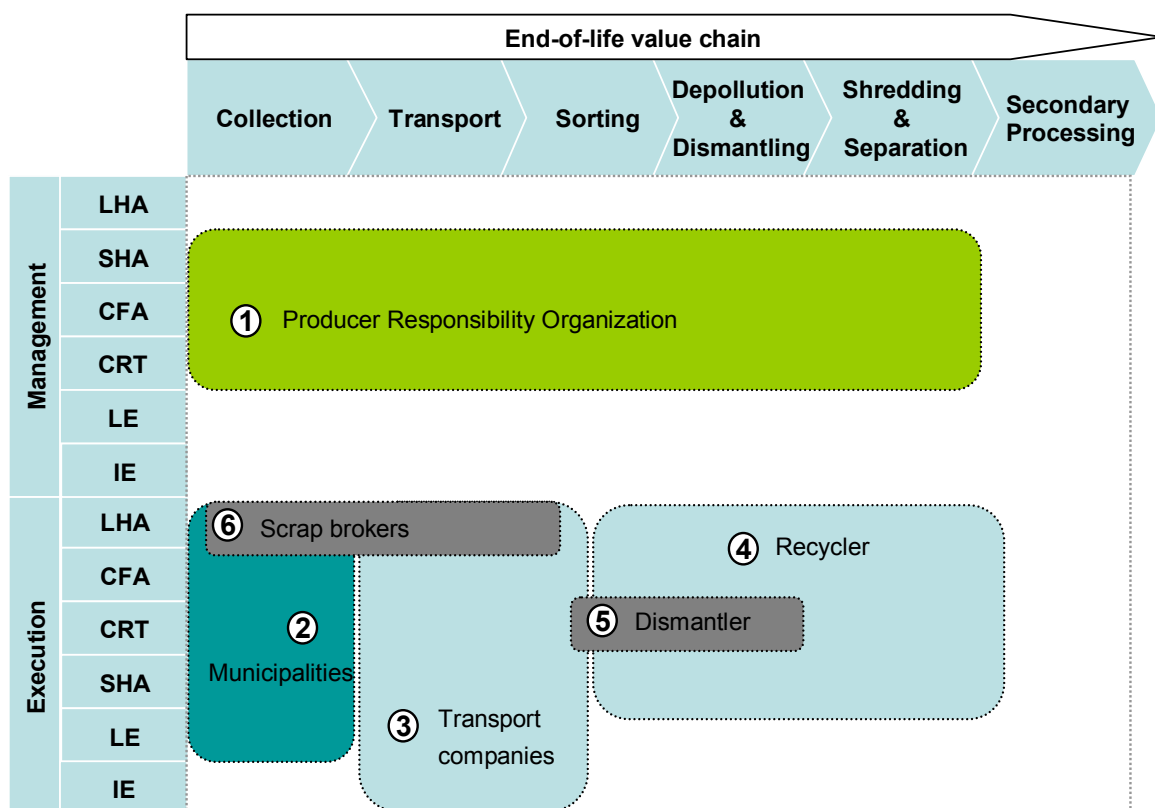 End-of-life value chain
Collection
Transport
Sorting
Depollution
&
Dismantling
Shredding
&
Separation
Secondary
Processing
Management
LHA
SHA
CFA
CRT
LE
IE
1 Producer Responsibility Organization
Execution
LHA
CFA
CRT
SHA
LE
IE
6 Scrap brokers
2
Municipalities
3 Transport
companies
4 Recycler
5 Dismantler